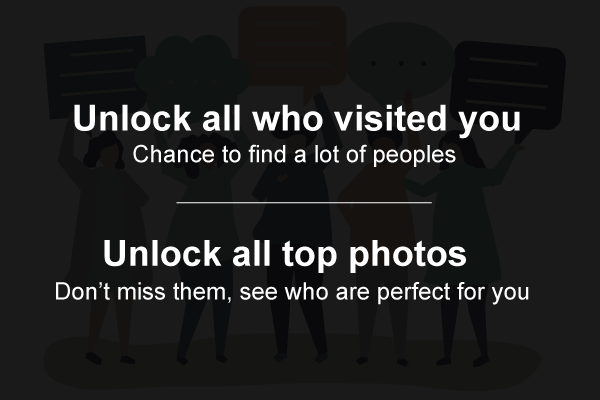 Unlock all who visited you
Chance to find a lot of peoples
Unlock all top photos
Don’t miss them, see who are perfect for you